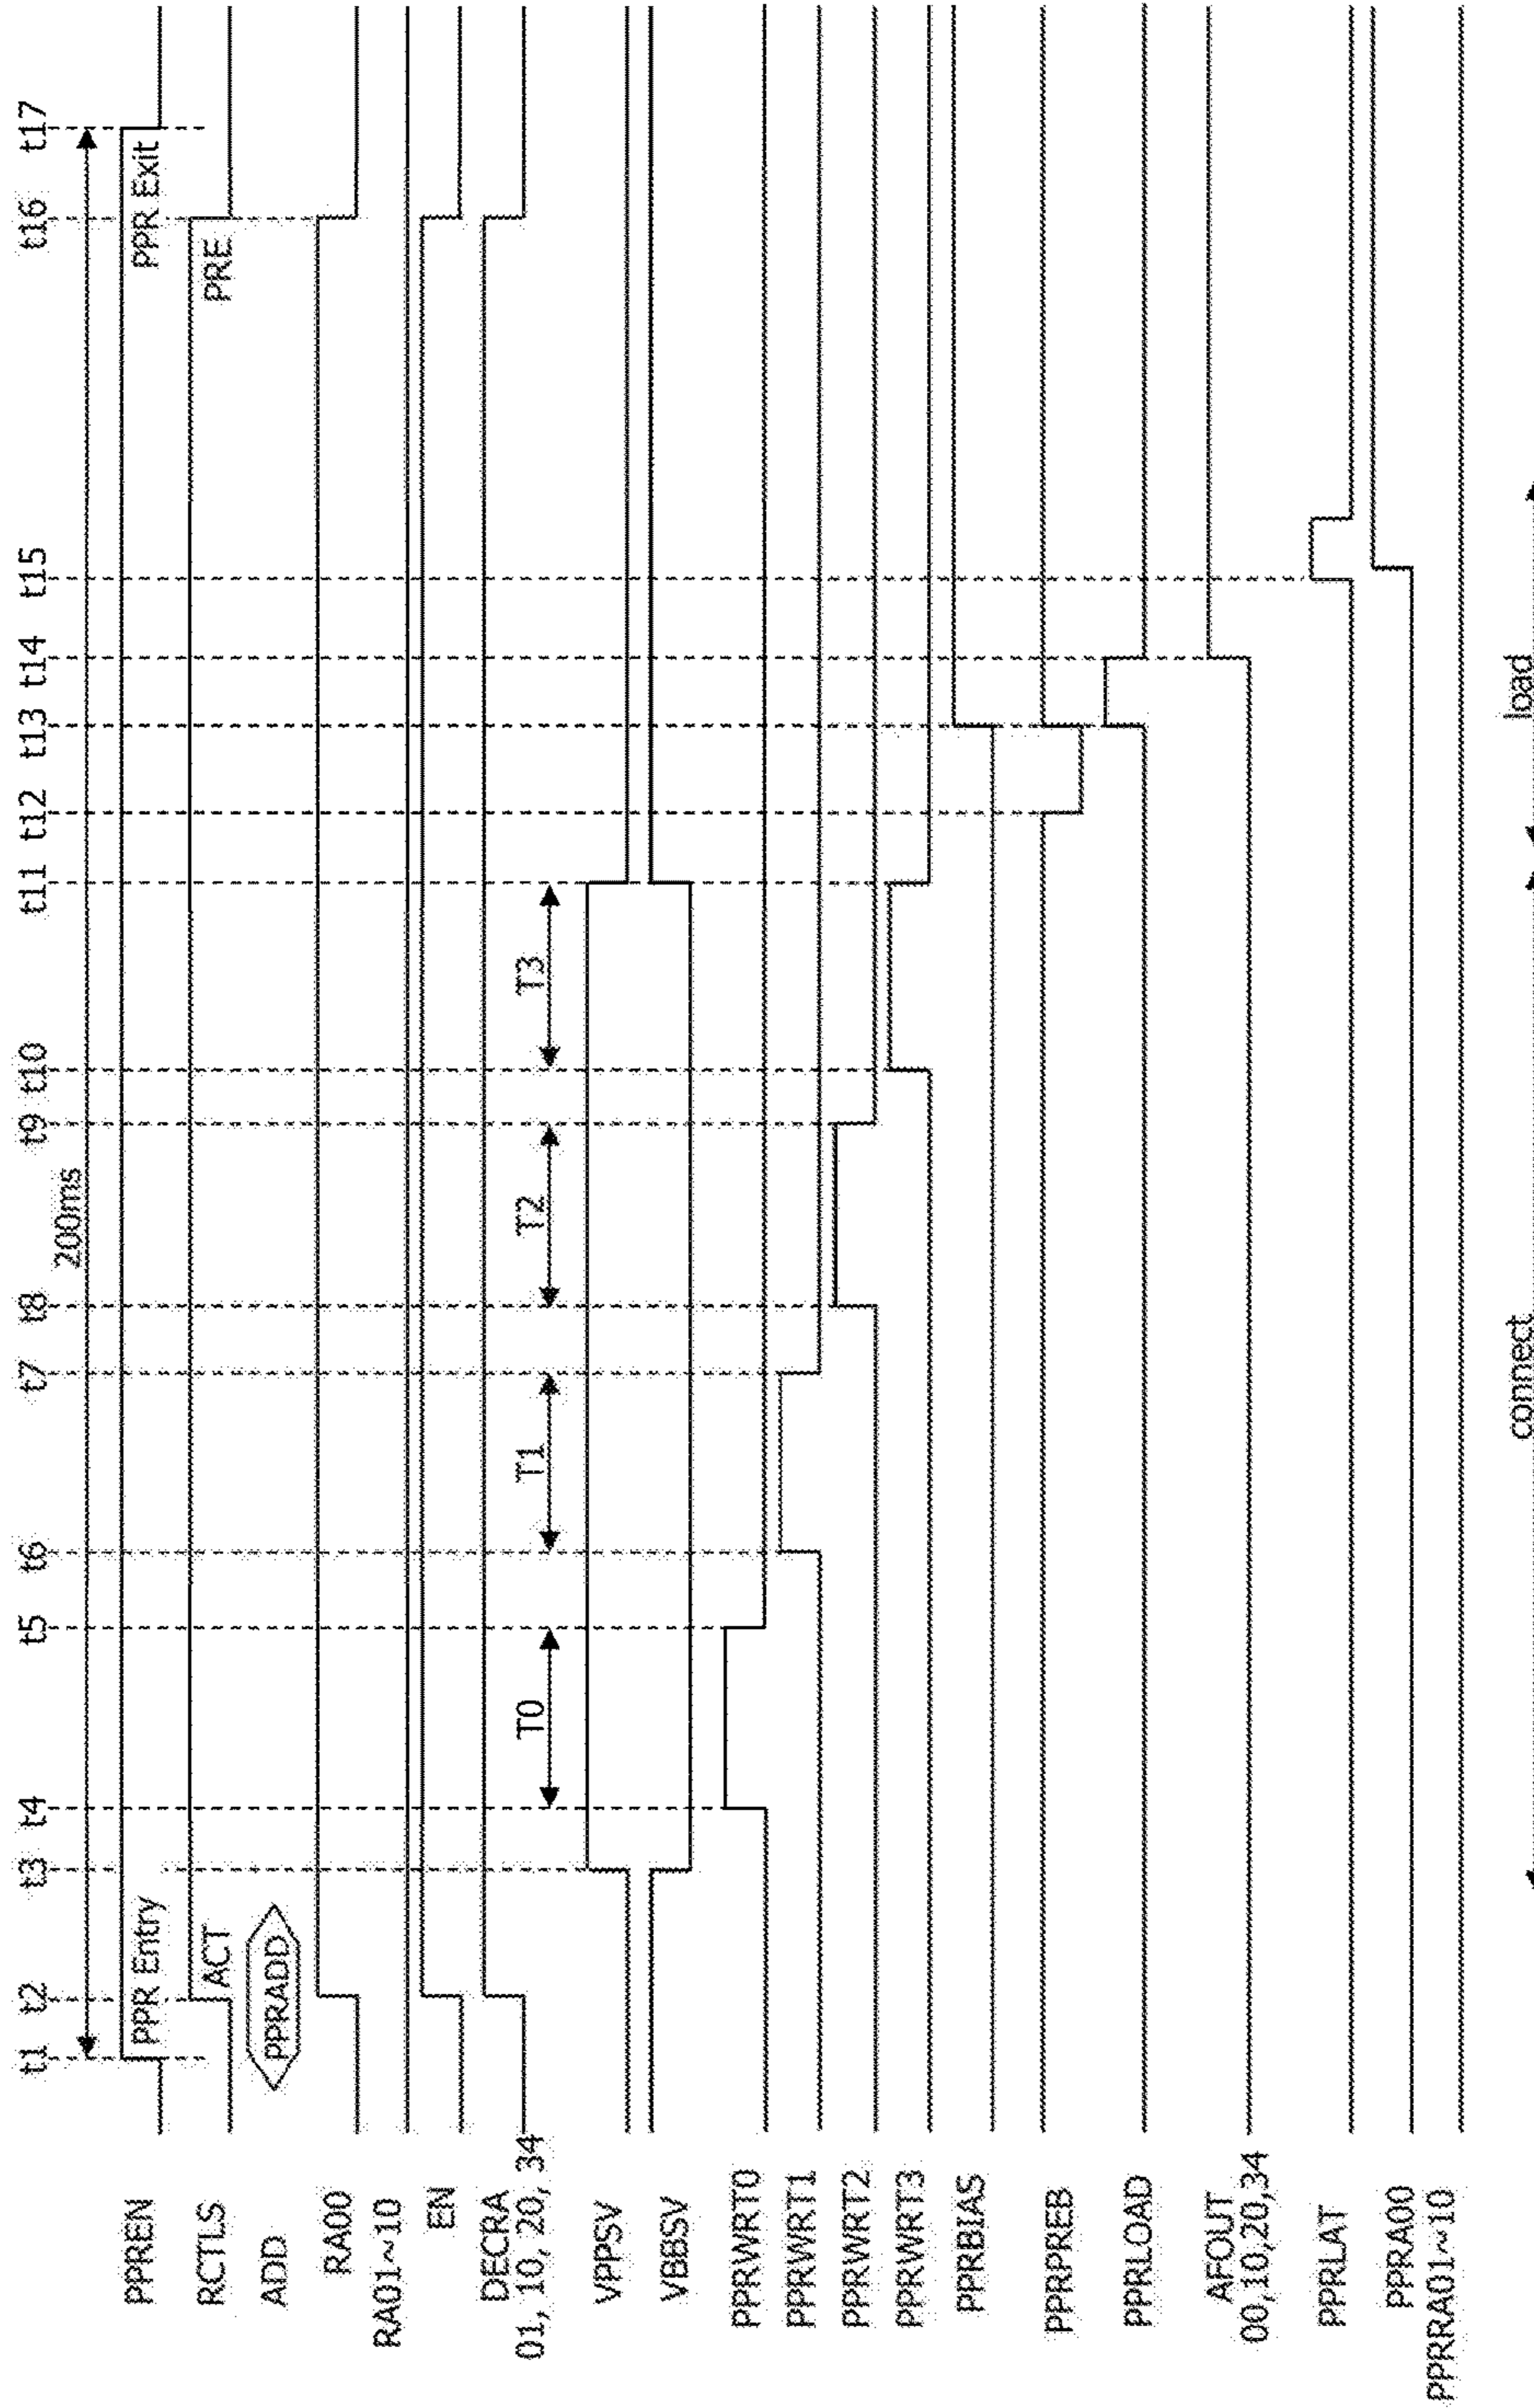 t1 t2 t3 t4 t5 t6 t7 t8 t9 t10 t11 t12 t13 t14 t15 t16 t17
200ms
PPREN
PPR Entry
PPR Exit
RCTLS
ACT
PRE
ADD
PPRADD
RA00
RA01~10
EN
DECRA
01, 10, 20, 34
T0 T1 T2 T3
VPPSV
VBBSV
PPRWRT0
PPRWRT1
PPRWRT2
PPRWRT3
PPRBIAS
PPRPREB
PPRLOAD
AFOUT
00,10,20,34
PPRLAT
PPRA00
PPRRA01~10
connect load